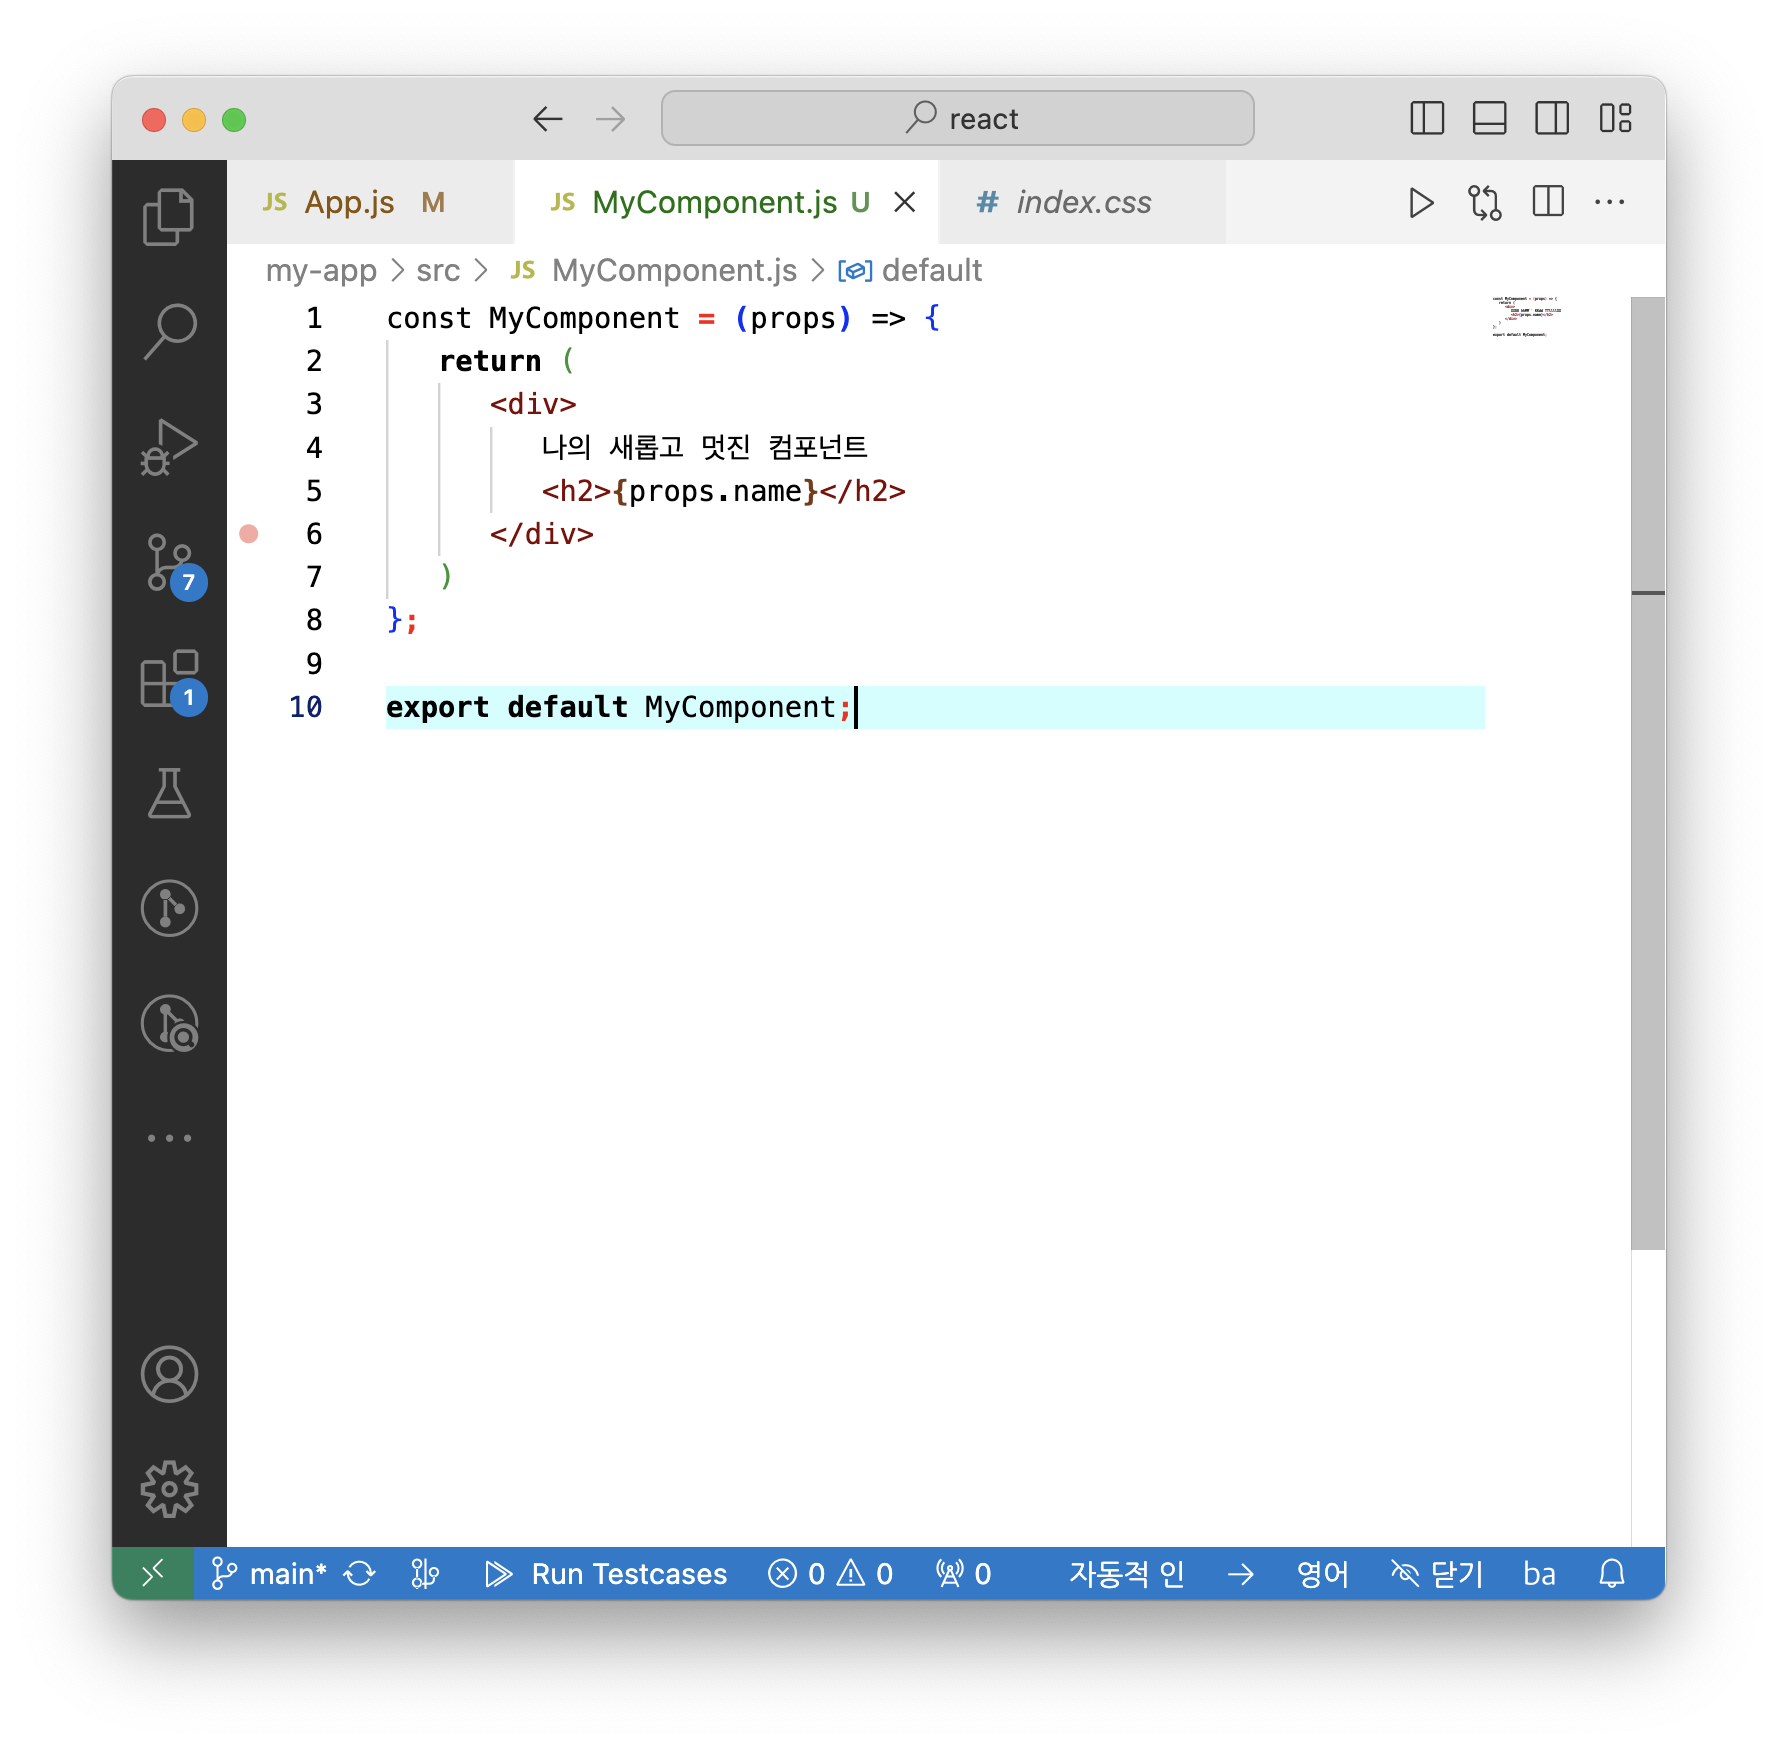 react
JS App.js M
JS MyComponent.js U
# index.css
my-app > src > JS MyComponent.js > default
1 const MyComponent = (props) => {
2 return (
3 <div>
4 나의 새롭고 멋진 컴포넌트
5 <h2>{props.name}</h2>
6 </div>
7 )
8 };
9
10 export default MyComponent;
7
1
main* Run Testcases 0 0 0 자동적 인 → 영어 닫기 ba